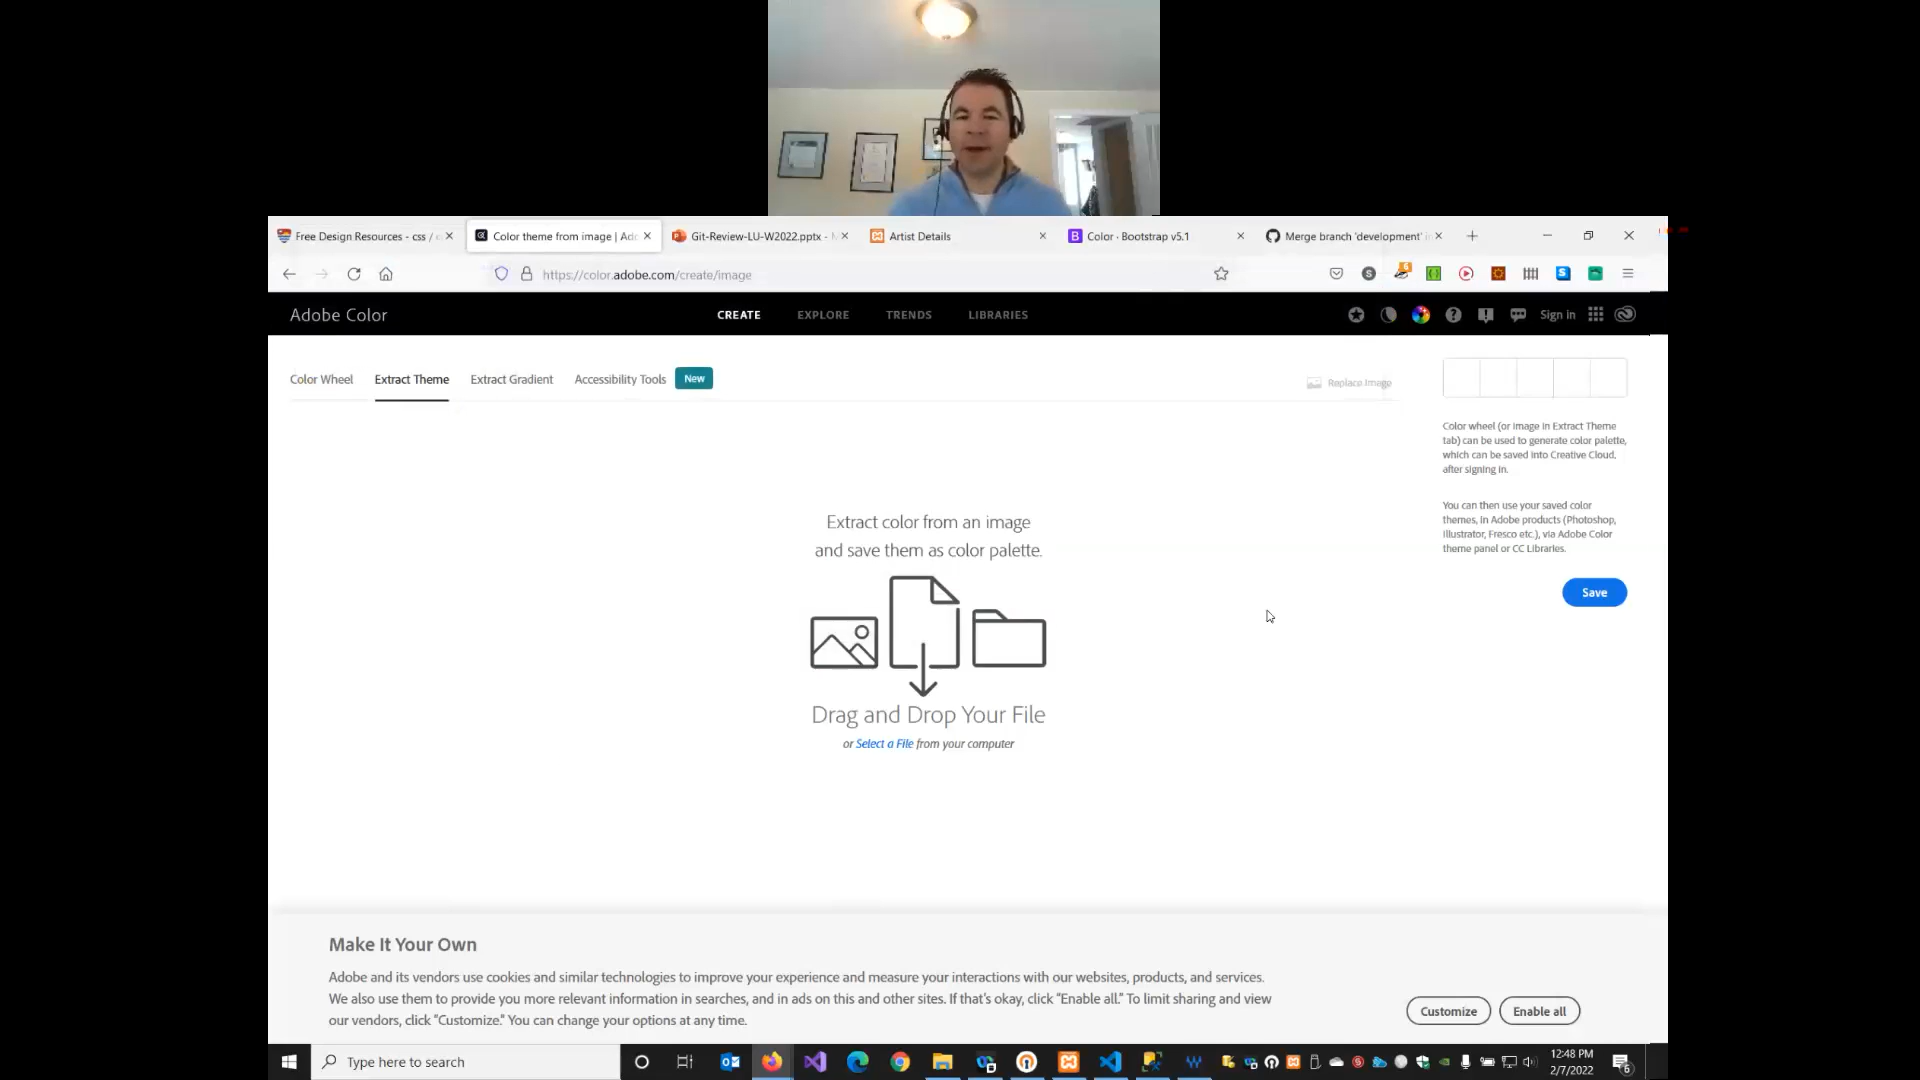 Free Design Resources - css /
Color theme from image | Ado
Git-Review-LU-W2022.pptx -
Artist Details
Color · Bootstrap v5.1
Merge branch 'development' i
https://color.adobe.com/create/image
Adobe Color
CREATE
EXPLORE
TRENDS
LIBRARIES
Sign in
Color Wheel
Extract Theme
Extract Gradient
Accessibility Tools
New
Replace Image
Color wheel (or image in Extract Theme
tab) can be used to generate color palette,
which can be saved into Creative Cloud,
after signing in.
You can then use your saved color
themes, in Adobe products (Photoshop,
Illustrator, Fresco etc.), via Adobe Color
theme panel or CC Libraries.
Save
Extract color from an image
and save them as color palette.
Drag and Drop Your File
or Select a File from your computer
Make It Your Own
Adobe and its vendors use cookies and similar technologies to improve your experience and measure your interactions with our websites, products, and services.
We also use them to provide you more relevant information in searches, and in ads on this and other sites. If that's okay, click “Enable all.” To limit sharing and view
our vendors, click “Customize.” You can change your options at any time.
Customize
Enable all
Type here to search
12:48 PM
2/7/2022